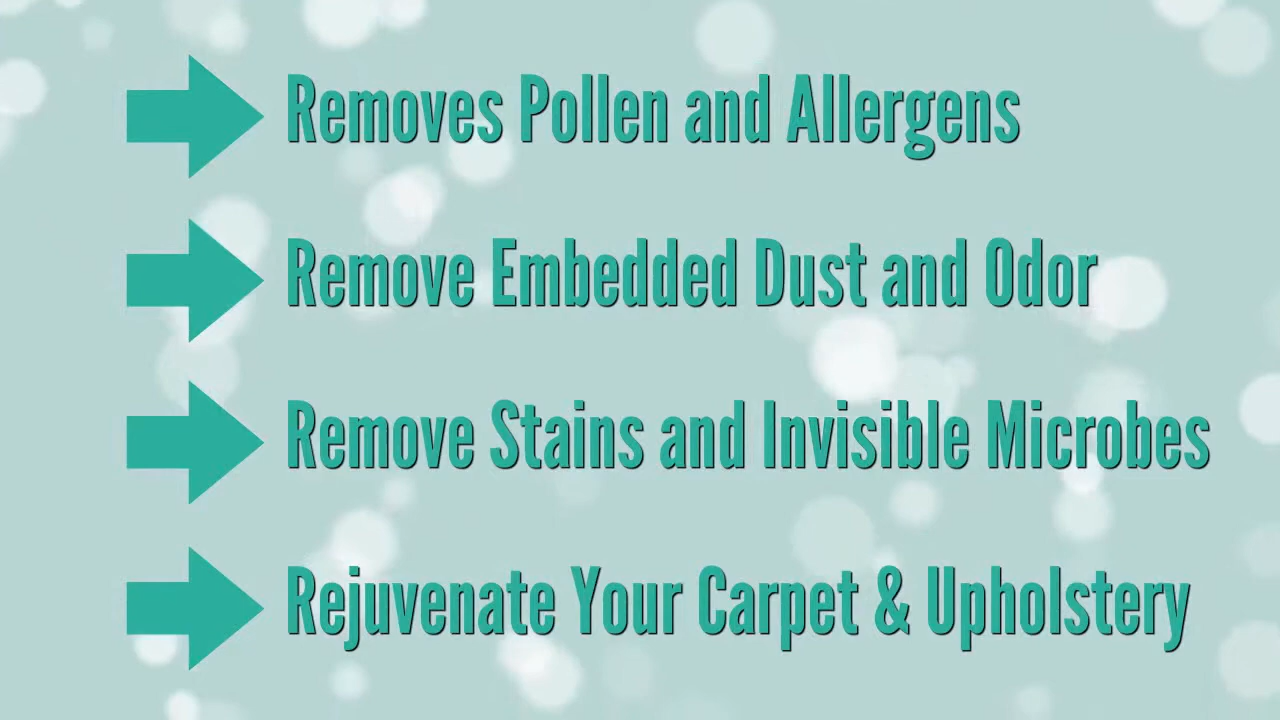 Removes Pollen and Allergens
Remove Embedded Dust and Odor
Remove Stains and Invisible Microbes
Rejuvenate Your Carpet & Upholstery